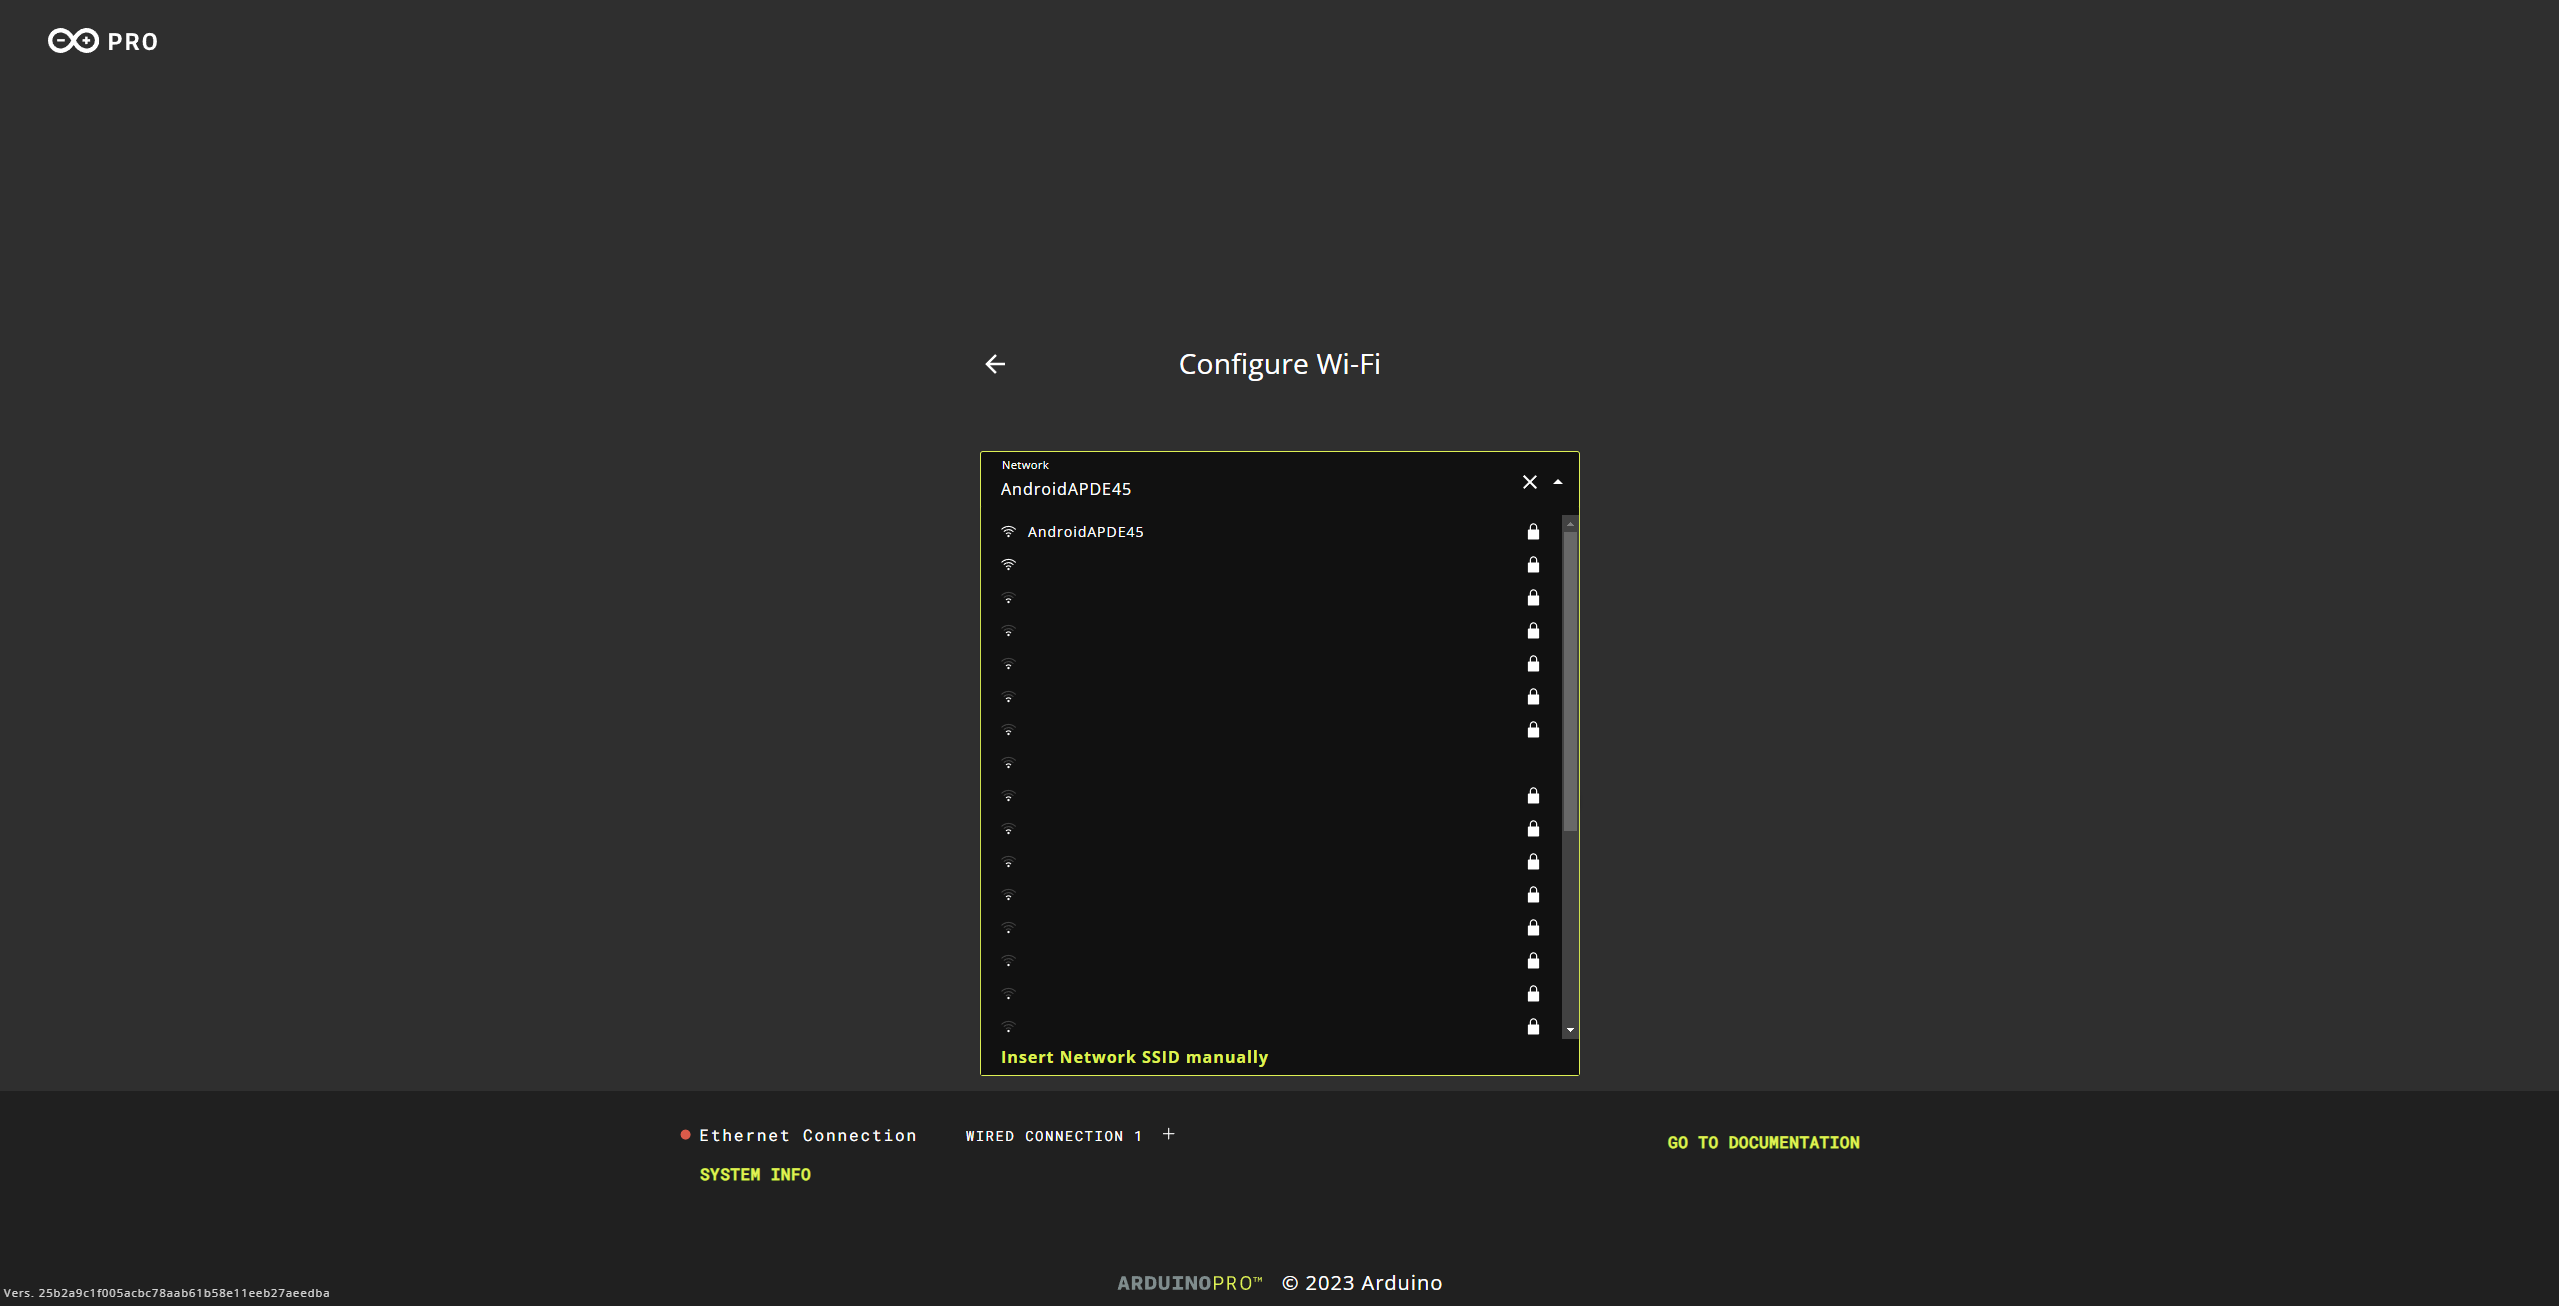 PRO
Configure Wi-Fi
Network
AndroidAPDE45
AndroidAPDE45
Insert Network SSID manually
Ethernet Connection WIRED CONNECTION 1 +
GO TO DOCUMENTATION
SYSTEM INFO
ARDUINOPRO™ © 2023 Arduino
Vers. 25b2a9c1f005acbc78aab61b58e11eeb27aeedba